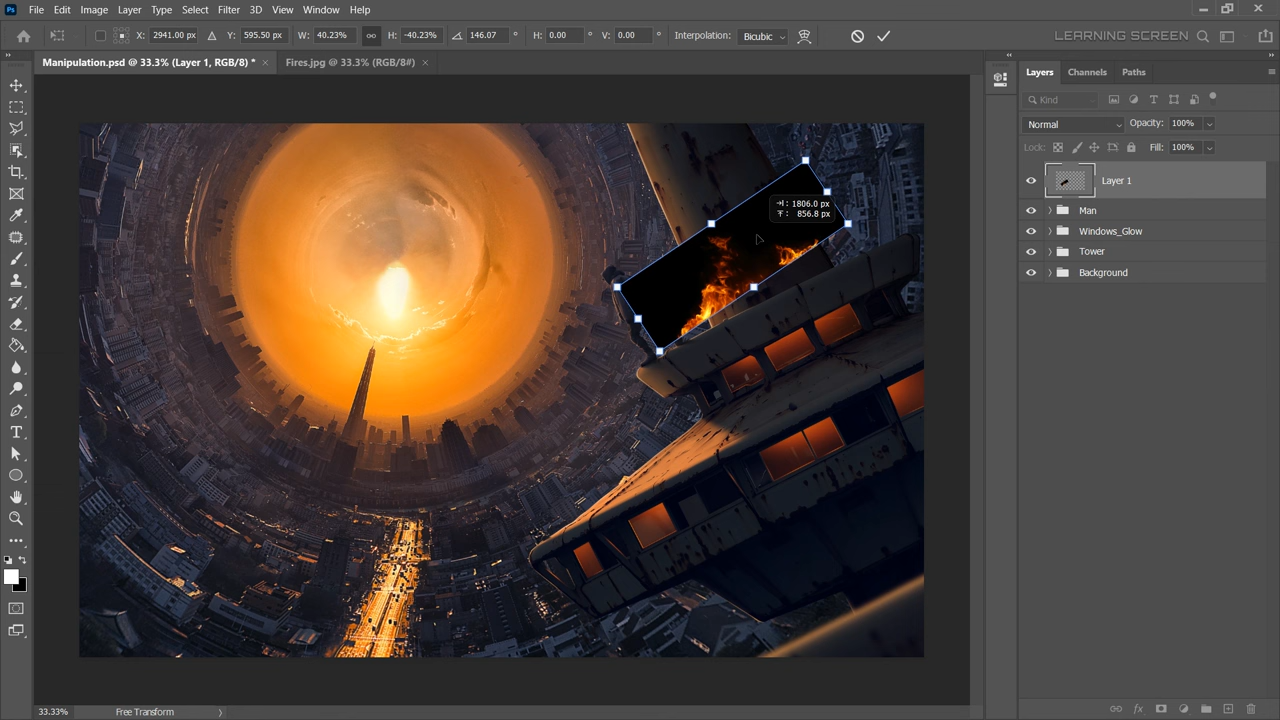 Ps File Edit Image Layer Type Select Filter 3D View Window Help
X: 2941.00 px Y: 595.50 px W: 40.23% H: -40.23% 146.07 ° H: 0.00 ° V: 0.00 ° Interpolation: Bicubic LEARNING SCREEN
Manipulation.psd @ 33.3% (Layer 1, RGB/8) * × Fires.jpg @ 33.3% (RGB/8#) ×
Layers Channels Paths
Kind
Normal Opacity: 100%
Lock: Fill: 100%
Layer 1
Man
Windows_Glow
Tower
Background
: 1806.0 px
: 856.8 px
33.33% Free Transform